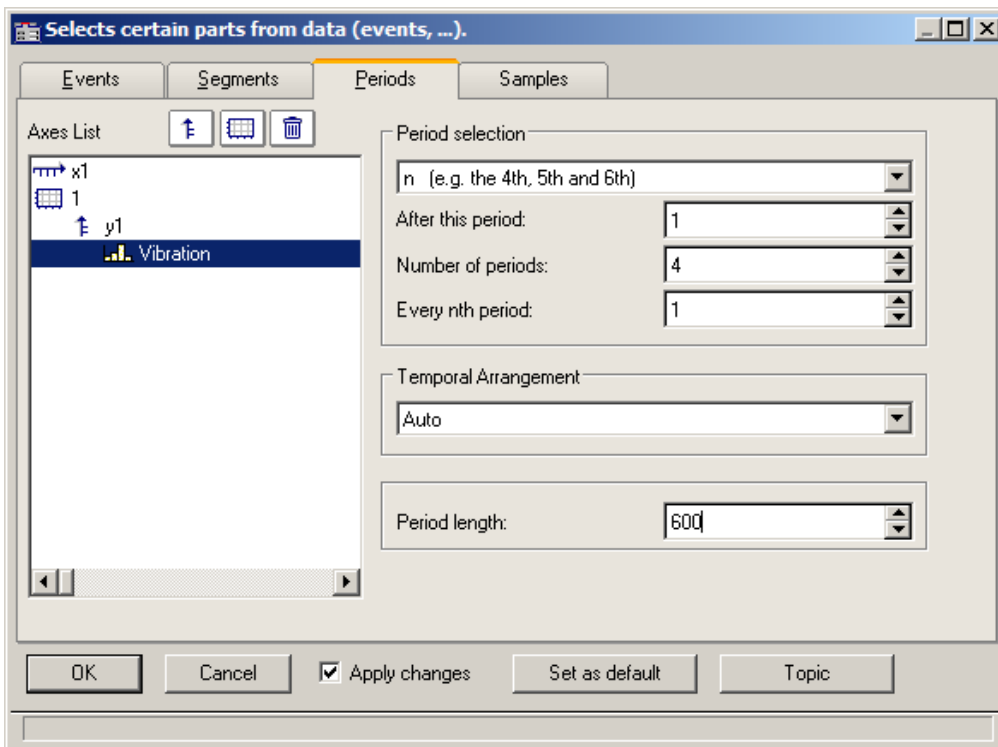 Selects certain parts from data (events, ...).
Events
Segments
Periods
Samples
Axes List
x1
1
y1
Vibration
Period selection
n (e.g. the 4th, 5th and 6th)
After this period: 1
Number of periods: 4
Every nth period: 1
Temporal Arrangement
Auto
Period length: 600
OK
Cancel
Apply changes
Set as default
Topic